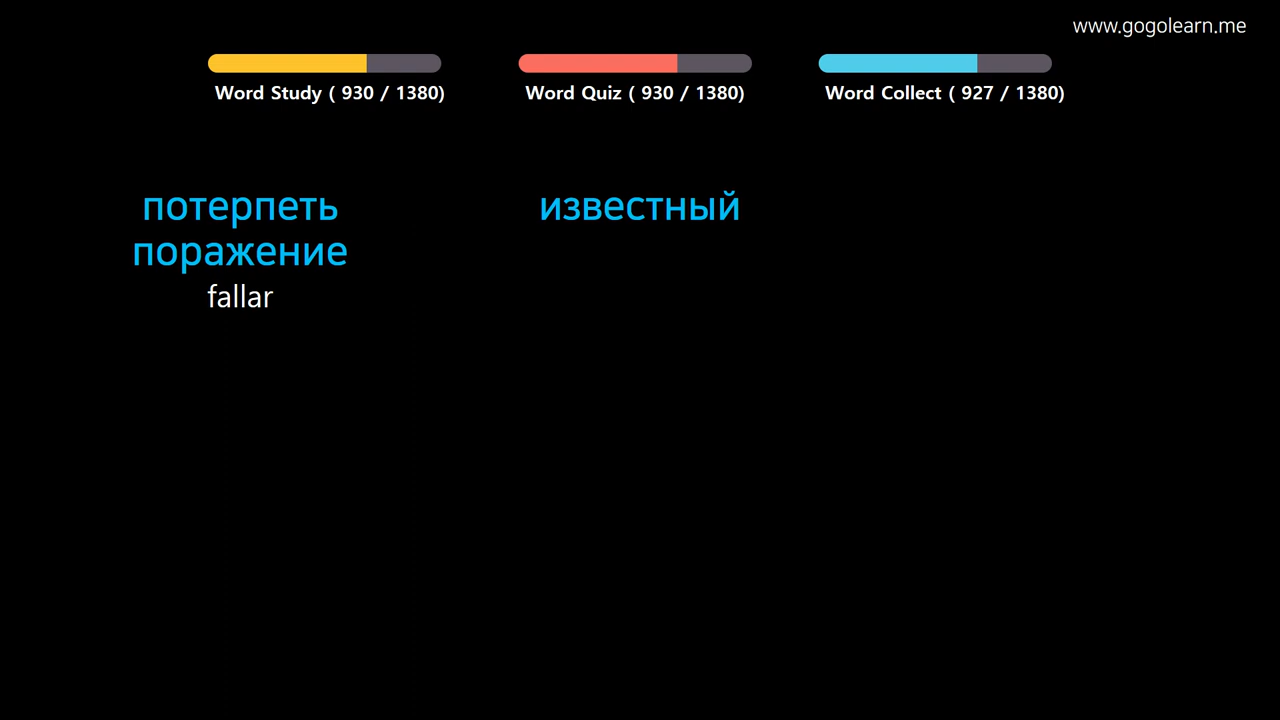 www.gogolearn.me
Word Study ( 930 / 1380)
Word Quiz ( 930 / 1380)
Word Collect ( 927 / 1380)
потерпеть
поражение
fallar
известный